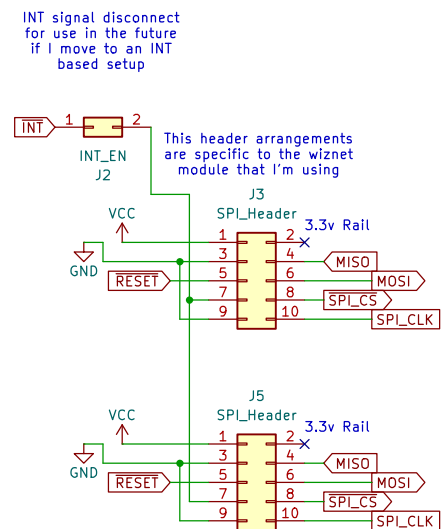 INT signal disconnect
for use in the future
if I move to an INT
based setup
INT
1
2
INT_EN
J2
This header arrangements
are specific to the wiznet
module that I'm using
J3
SPI_Header
VCC
3.3v Rail
1
2
GND
3
4
MISO
RESET
5
6
MOSI
7
8
SPI_CS
9
10
SPI_CLK
J5
SPI_Header
VCC
3.3v Rail
1
2
GND
3
4
MISO
RESET
5
6
MOSI
7
8
SPI_CS
9
10
SPI_CLK